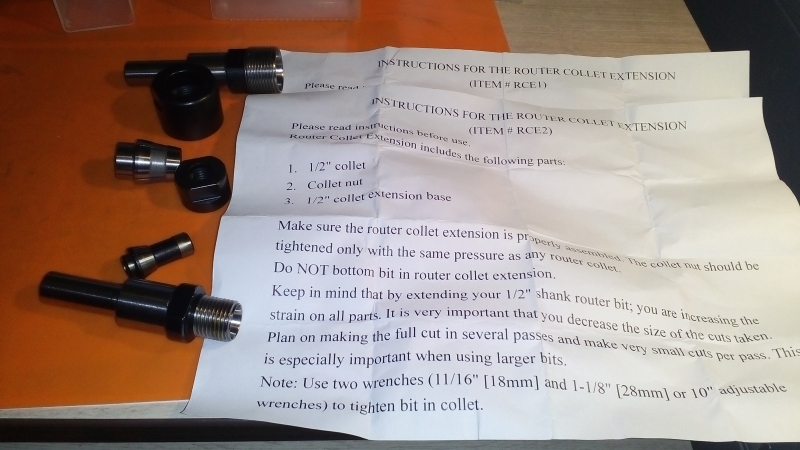 INSTRUCTIONS FOR THE ROUTER COLLET EXTENSION
(ITEM # RCE1)
Please read
INSTRUCTIONS FOR THE ROUTER COLLET EXTENSION
(ITEM # RCE2)
Please read instructions before use.
Router Collet Extension includes the following parts:
1. 1/2" collet
2. Collet nut
3. 1/2" collet extension base
Make sure the router collet extension is properly assembled. The collet nut should be
tightened only with the same pressure as any router collet.
Do NOT bottom bit in router collet extension.
Keep in mind that by extending your 1/2" shank router bit; you are increasing the
strain on all parts. It is very important that you decrease the size of the cuts taken.
Plan on making the full cut in several passes and make very small cuts per pass. This
is especially important when using larger bits.
Note: Use two wrenches (11/16" [18mm] and 1-1/8" [28mm] or 10" adjustable
wrenches) to tighten bit in collet.